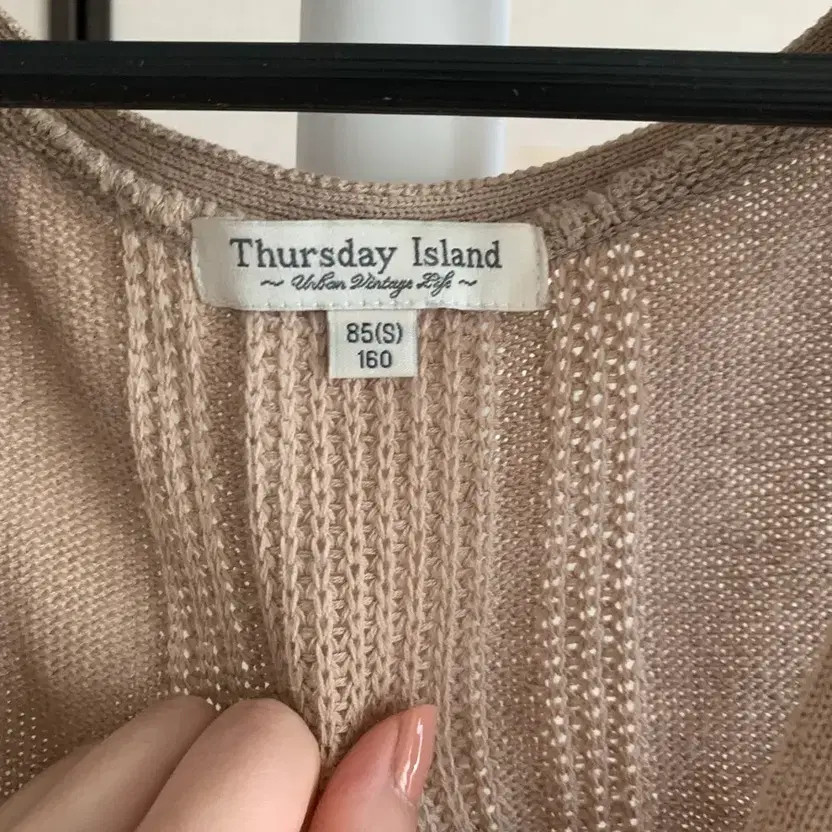 Thursday Island
~ Urban Vintage Life ~
85(S)
160